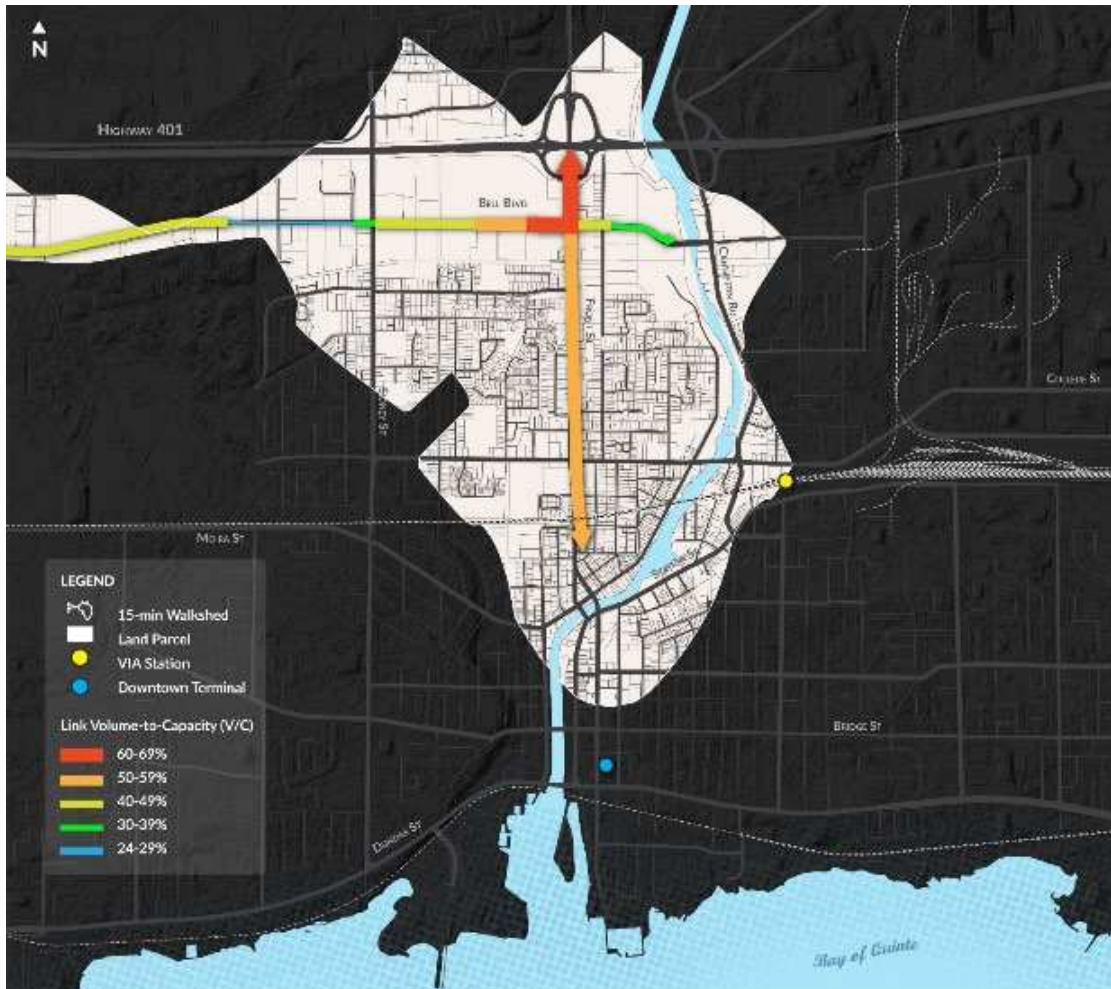 N
HIGHWAY 401
BELL BLVD
FRONT ST
CANNIFTON RD
SIDNEY ST
COLLEGE ST
MOIRA ST
STATION ST
LEGEND
15-min Walkshed
Land Parcel
VIA Station
Downtown Terminal
Link Volume-to-Capacity (V/C)
60-69%
50-59%
40-49%
30-39%
24-29%
BRIDGE ST
DUNDAS ST
Bay of Quinte